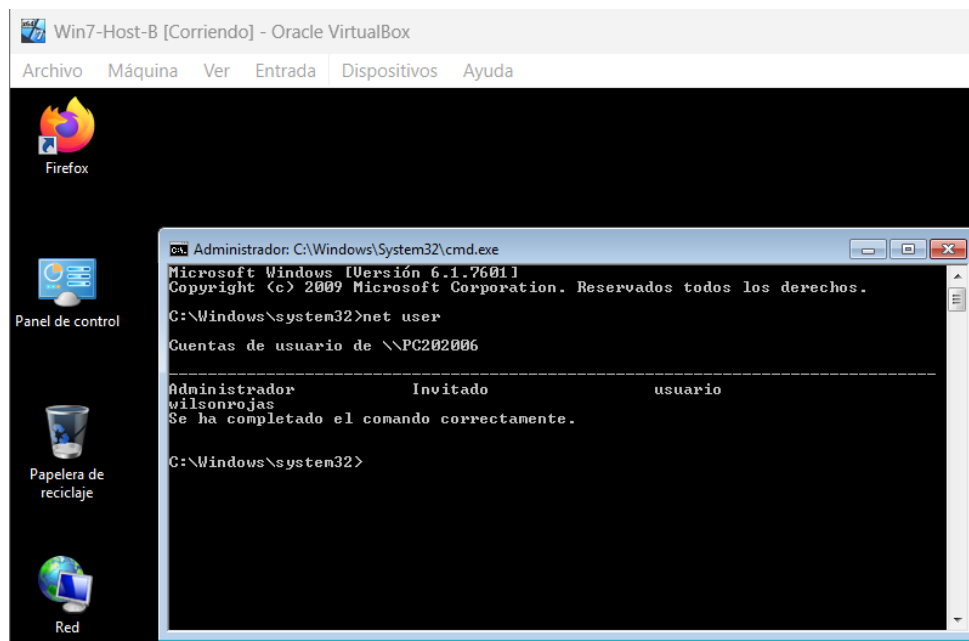 Win7-Host-B [Corriendo] - Oracle VirtualBox
Archivo Máquina Ver Entrada Dispositivos Ayuda
Firefox
Panel de control
Papelera de
reciclaje
Red
Administrador: C:\Windows\System32\cmd.exe
Microsoft Windows [Versión 6.1.7601]
Copyright (c) 2009 Microsoft Corporation. Reservados todos los derechos.
C:\Windows\system32>net user
Cuentas de usuario de \\PC202006
-------------------------------------------------------------------------------
Administrador Invitado usuario
wilsonrojas
Se ha completado el comando correctamente.
C:\Windows\system32>